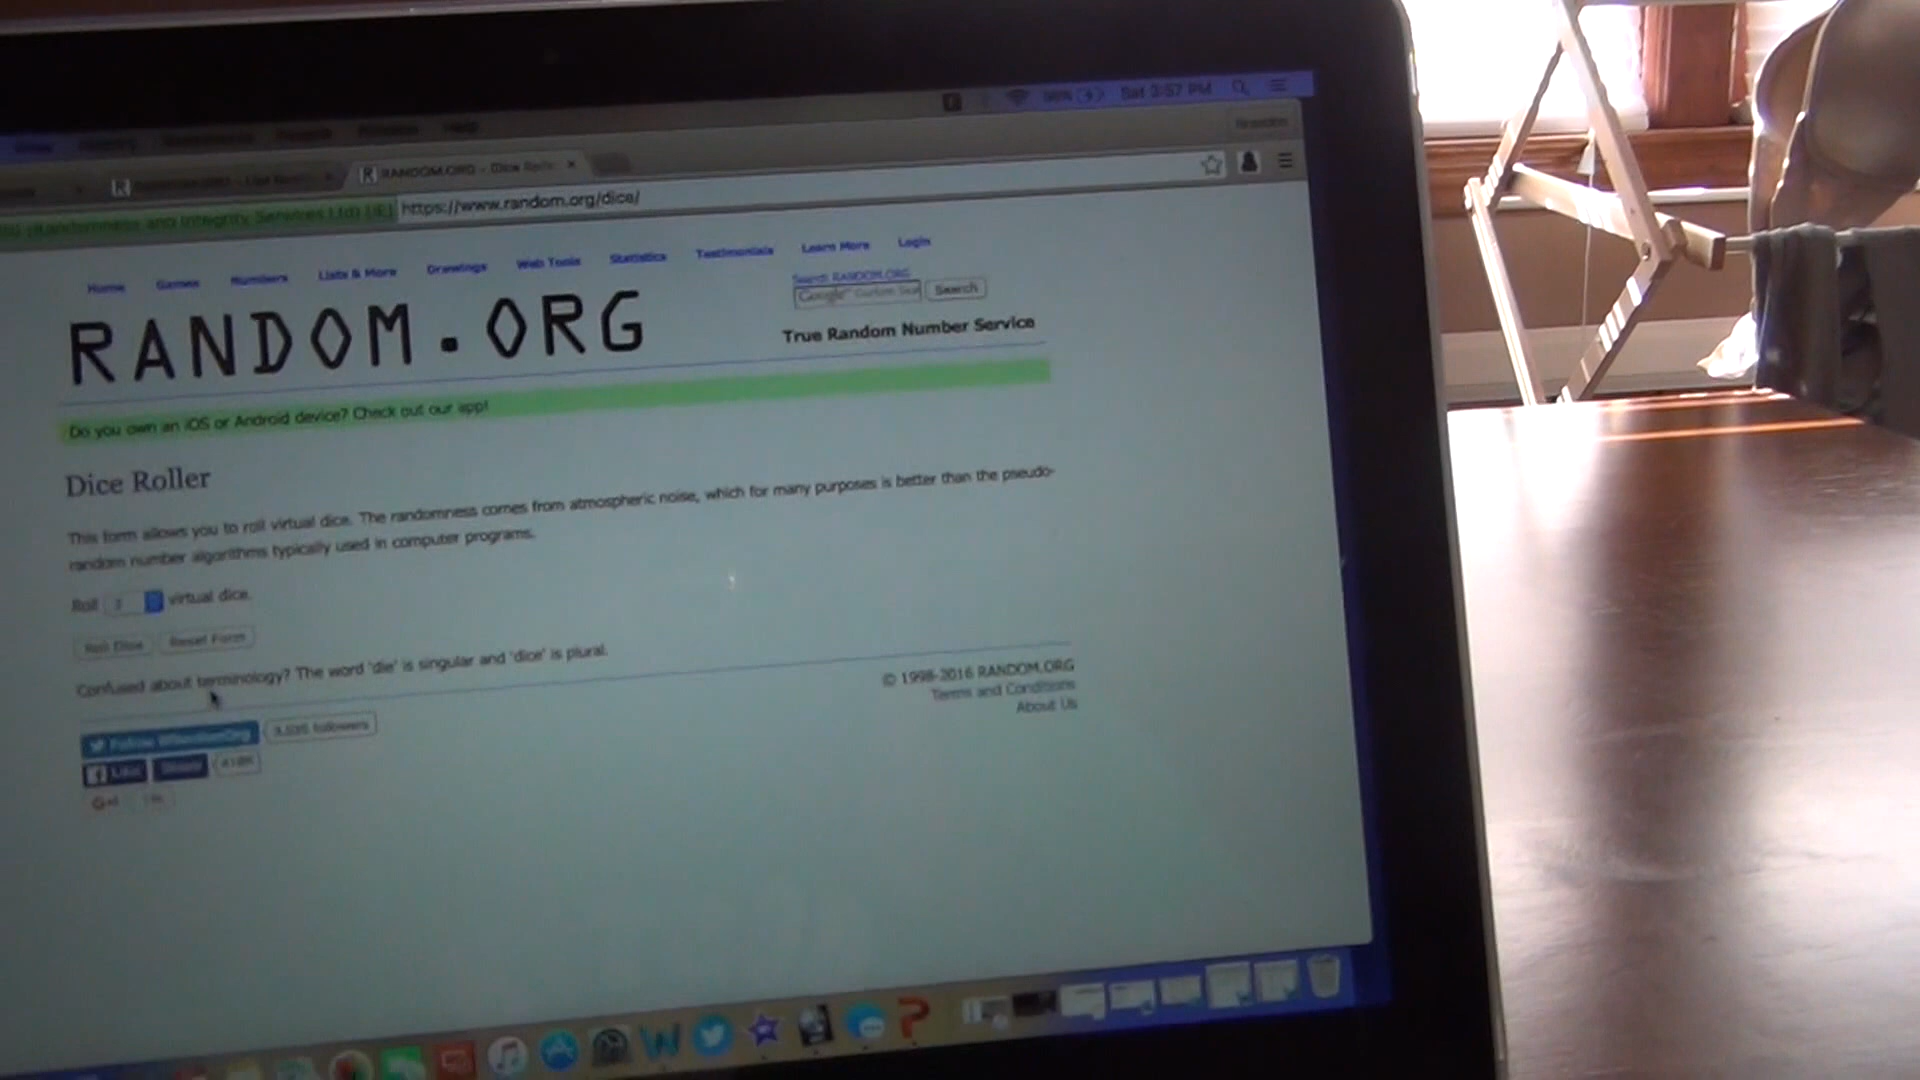 Sat 3:57 PM
RANDOM.ORG - Dice Roller
https://www.random.org/dice/
Home Games Numbers Lists & More Drawings Web Tools Statistics Testimonials Learn More Login
Search RANDOM.ORG
Google Custom Search
RANDOM.ORG
True Random Number Service
Do you own an iOS or Android device? Check out our app!
Dice Roller
This form allows you to roll virtual dice. The randomness comes from atmospheric noise, which for many purposes is better than the pseudo-
random number algorithms typically used in computer programs.
Roll virtual dice.
Roll Dice Reset Form
Confused about terminology? The word 'die' is singular and 'dice' is plural.
© 1998-2016 RANDOM.ORG
Terms and Conditions
About Us
Follow @RandomOrg followers
Like Share